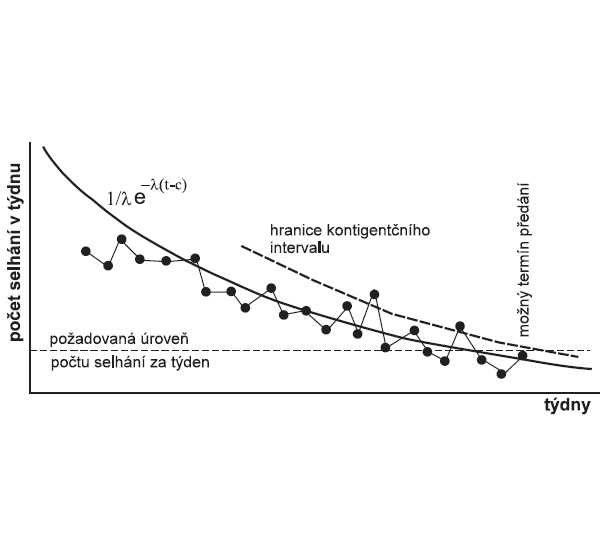 počet selhání v týdnu
1/λ e–λ(t-c)
hranice kontigentčního
intervalu
možný termín předání
požadovaná úroveň
počtu selhání za týden
týdny